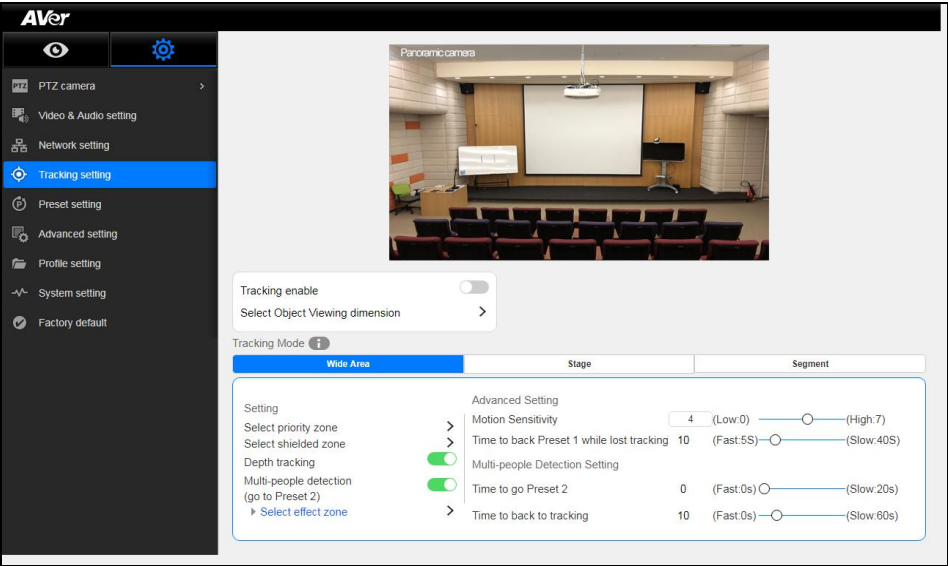 AVer
PTZ PTZ camera
Video & Audio setting
Network setting
Tracking setting
P Preset setting
Advanced setting
Profile setting
System setting
Factory default
Panoramic camera
Tracking enable
Select Object Viewing dimension
Tracking Mode i
Wide Area Stage Segment
Setting
Select priority zone
Select shielded zone
Depth tracking
Multi-people detection
(go to Preset 2)
Select effect zone
Advanced Setting
Motion Sensitivity 4 (Low:0) (High:7)
Time to back Preset 1 while lost tracking 10 (Fast:5S) (Slow:40S)
Multi-people Detection Setting
Time to go Preset 2 0 (Fast:0s) (Slow:20s)
Time to back to tracking 10 (Fast:0s) (Slow:60s)